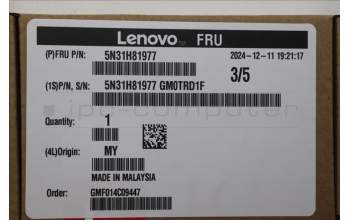 Lenovo FRU
(P)FRU P/N: 5N31H81977 2024-12-11 19:21:17
3/5
(1S)P/N, S/N: 5N31H81977 GM0TRD1F
Quantity: 1
(4L)Origin: MY
MADE IN MALAYSIA
Order: GMF014C09447